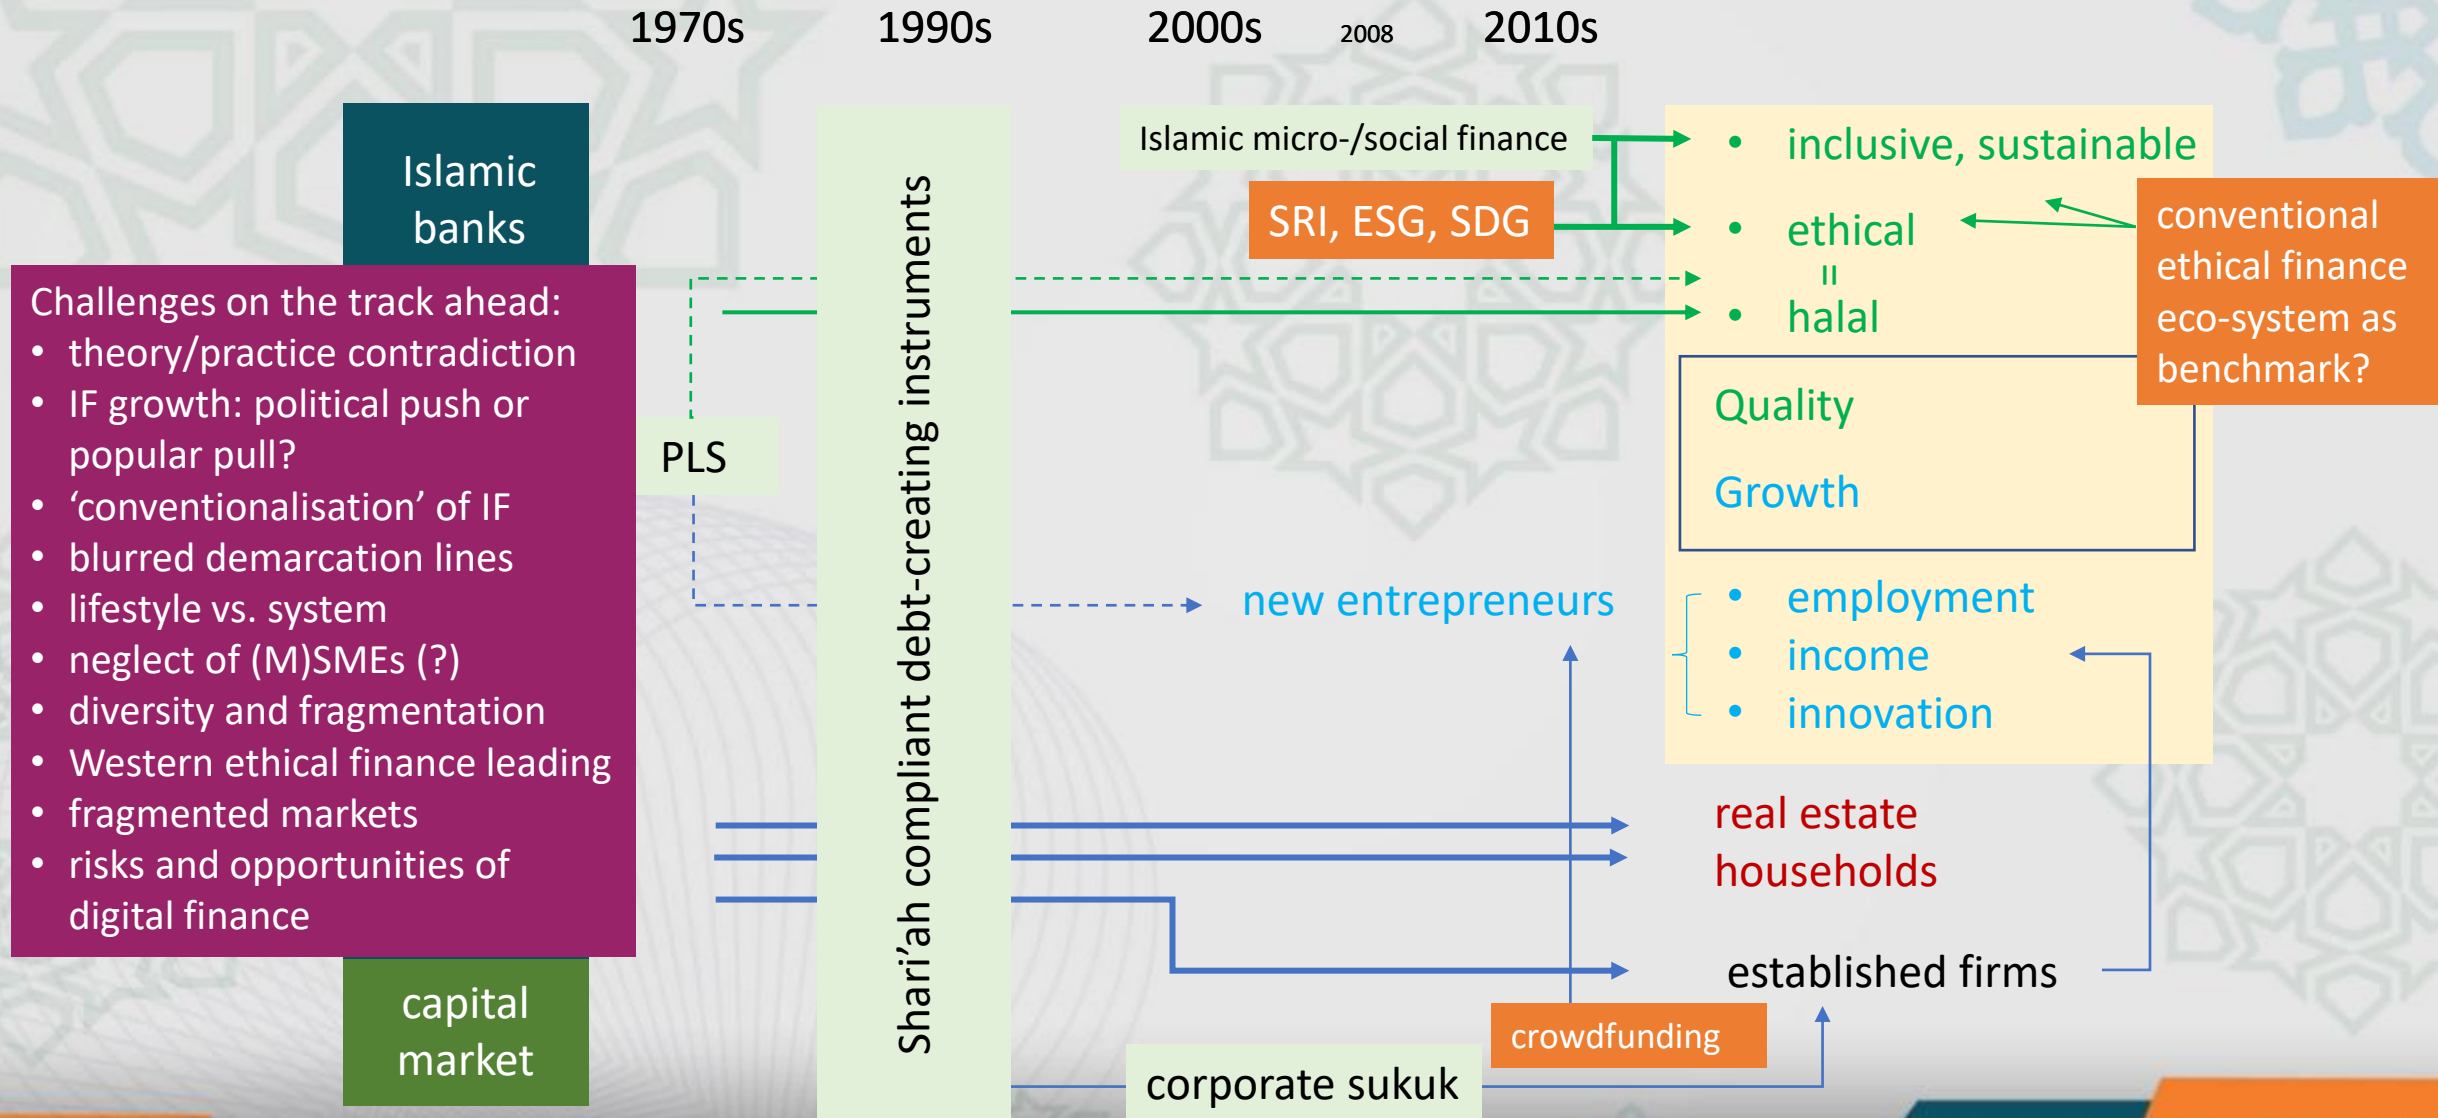 1970s
1990s
2000s
2008
2010s
Islamic
banks
Challenges on the track ahead:
• theory/practice contradiction
• IF growth: political push or
popular pull?
• ‘conventionalisation’ of IF
• blurred demarcation lines
• lifestyle vs. system
• neglect of (M)SMEs (?)
• diversity and fragmentation
• Western ethical finance leading
• fragmented markets
• risks and opportunities of
digital finance
capital
market
PLS
Shari’ah compliant debt-creating instruments
Islamic micro-/social finance
SRI, ESG, SDG
new entrepreneurs
crowdfunding
corporate sukuk
• inclusive, sustainable
• ethical
=
• halal
Quality
Growth
• employment
• income
• innovation
real estate
households
established firms
conventional
ethical finance
eco-system as
benchmark?